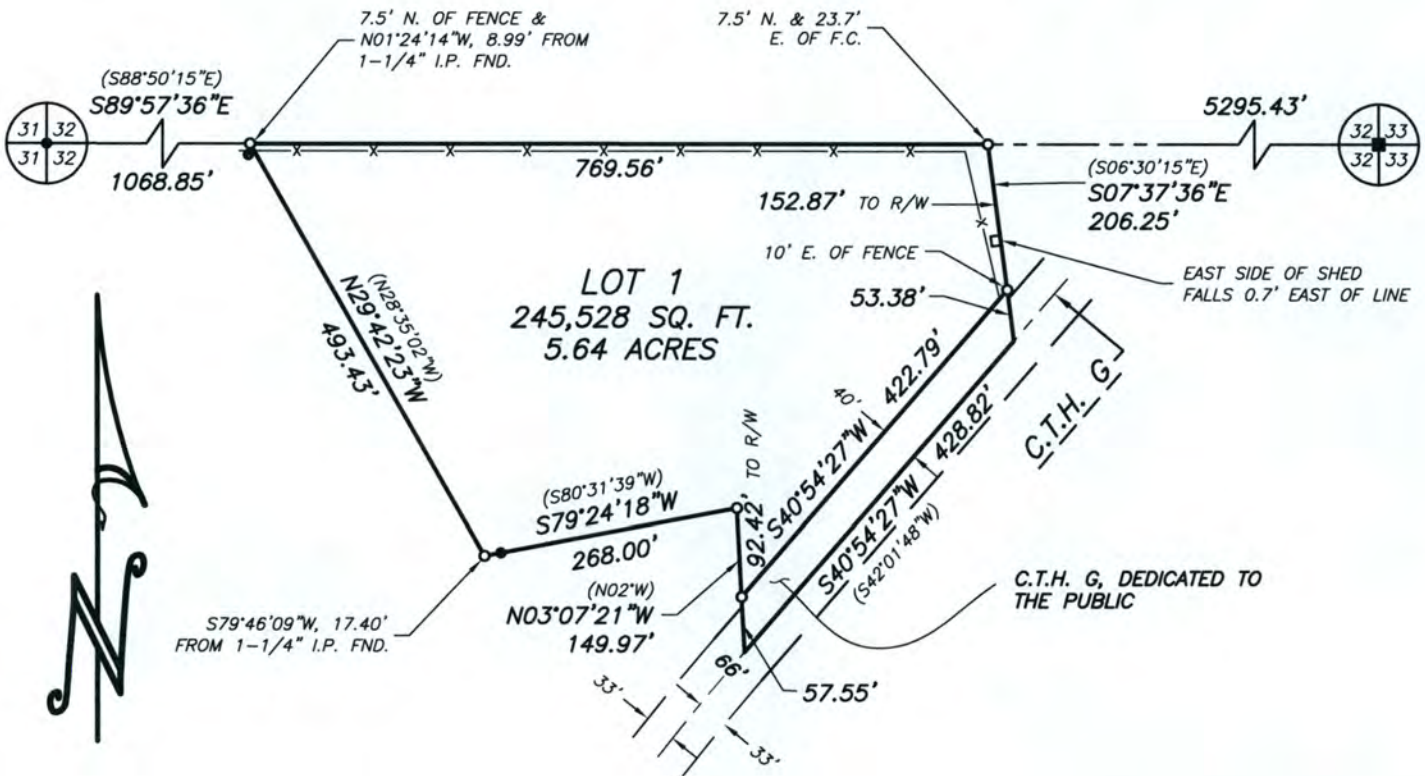 7.5' N. OF FENCE &
N01°24'14"W, 8.99' FROM
1-1/4" I.P. FND.
7.5' N. & 23.7'
E. OF F.C.
(S88°50'15"E)
S89°57'36"E
1068.85'
31 32
31 32
769.56'
5295.43'
32 33
32 33
(S06°30'15"E)
S07°37'36"E
206.25'
152.87' TO R/W
10' E. OF FENCE
EAST SIDE OF SHED
FALLS 0.7' EAST OF LINE
53.38'
LOT 1
245,528 SQ. FT.
5.64 ACRES
(N28°35'02"W)
N29°42'23"W
493.43'
S40°54'27"W 422.79'
40'
S40°54'27"W 428.82'
(S42°01'48"W)
C.T.H. G
(S80°31'39"W)
S79°24'18"W
268.00'
92.42' TO R/W
(N02°W)
N03°07'21"W
149.97'
S79°46'09"W, 17.40'
FROM 1-1/4" I.P. FND.
C.T.H. G, DEDICATED TO
THE PUBLIC
57.55'
66'
33'
33'
N